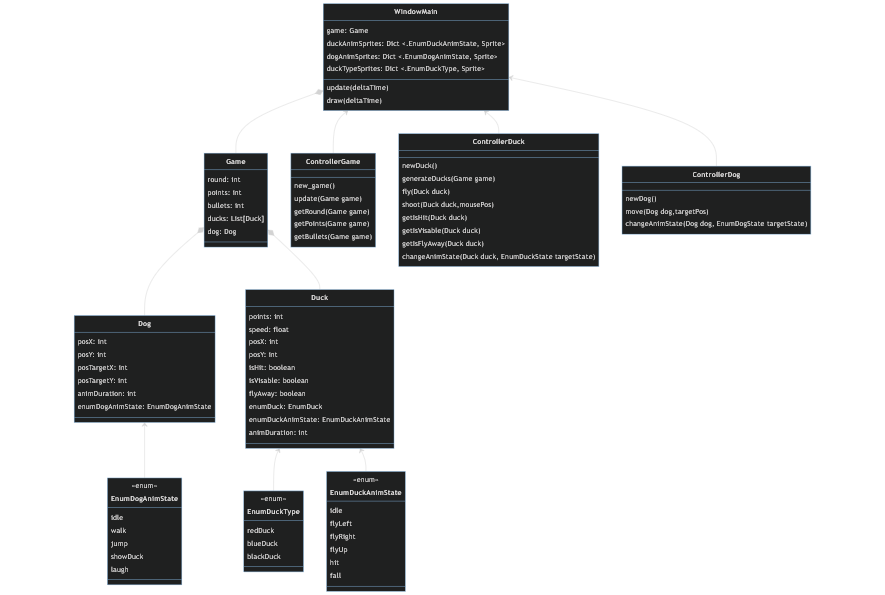 WindowMain
game: Game
duckAnimSprites: Dict <.EnumDuckAnimState, Sprite>
dogAnimSprites: Dict <.EnumDogAnimState, Sprite>
duckTypeSprites: Dict <.EnumDuckType, Sprite>
update(deltaTime)
draw(deltaTime)
Game
round: int
points: int
bullets: int
ducks: List[Duck]
dog: Dog
ControllerGame
new_game()
update(Game game)
getRound(Game game)
getPoints(Game game)
getBullets(Game game)
ControllerDuck
newDuck()
generateDucks(Game game)
fly(Duck duck)
shoot(Duck duck,mousePos)
getIsHit(Duck duck)
getIsVisable(Duck duck)
getIsFlyAway(Duck duck)
changeAnimState(Duck duck, EnumDuckState targetState)
ControllerDog
newDog()
move(Dog dog,targetPos)
changeAnimState(Dog dog, EnumDogState targetState)
Dog
posX: int
posY: int
posTargetX: int
posTargetY: int
animDuration: int
enumDogAnimState: EnumDogAnimState
Duck
points: int
speed: float
posX: int
posY: int
isHit: boolean
isVisable: boolean
flyAway: boolean
enumDuck: EnumDuck
enumDuckAnimState: EnumDuckAnimState
animDuration: int
«enum»
EnumDogAnimState
idle
walk
jump
showDuck
laugh
«enum»
EnumDuckType
redDuck
blueDuck
blackDuck
«enum»
EnumDuckAnimState
idle
flyLeft
flyRight
flyUp
hit
fall